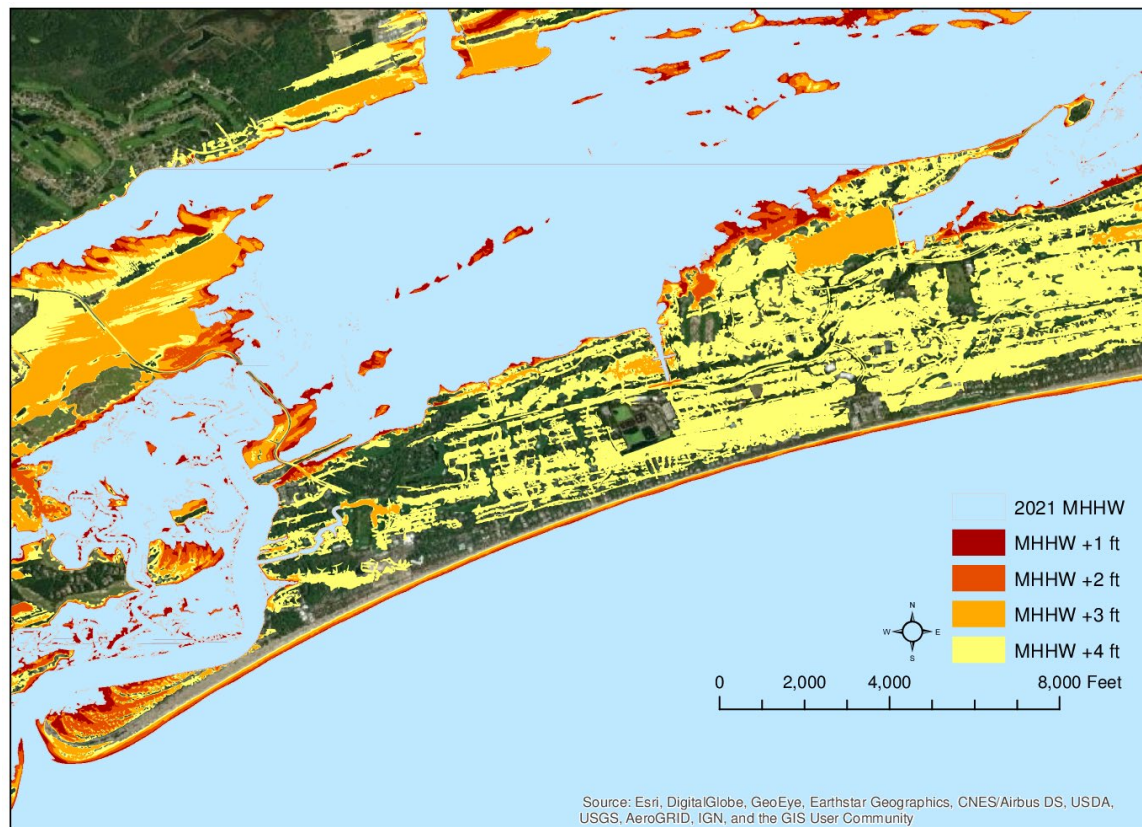 2021 MHHW
MHHW +1 ft
MHHW +2 ft
MHHW +3 ft
MHHW +4 ft
N
W E
S
0 2,000 4,000 8,000 Feet
Source: Esri, DigitalGlobe, GeoEye, Earthstar Geographics, CNES/Airbus DS, USDA,
USGS, AeroGRID, IGN, and the GIS User Community